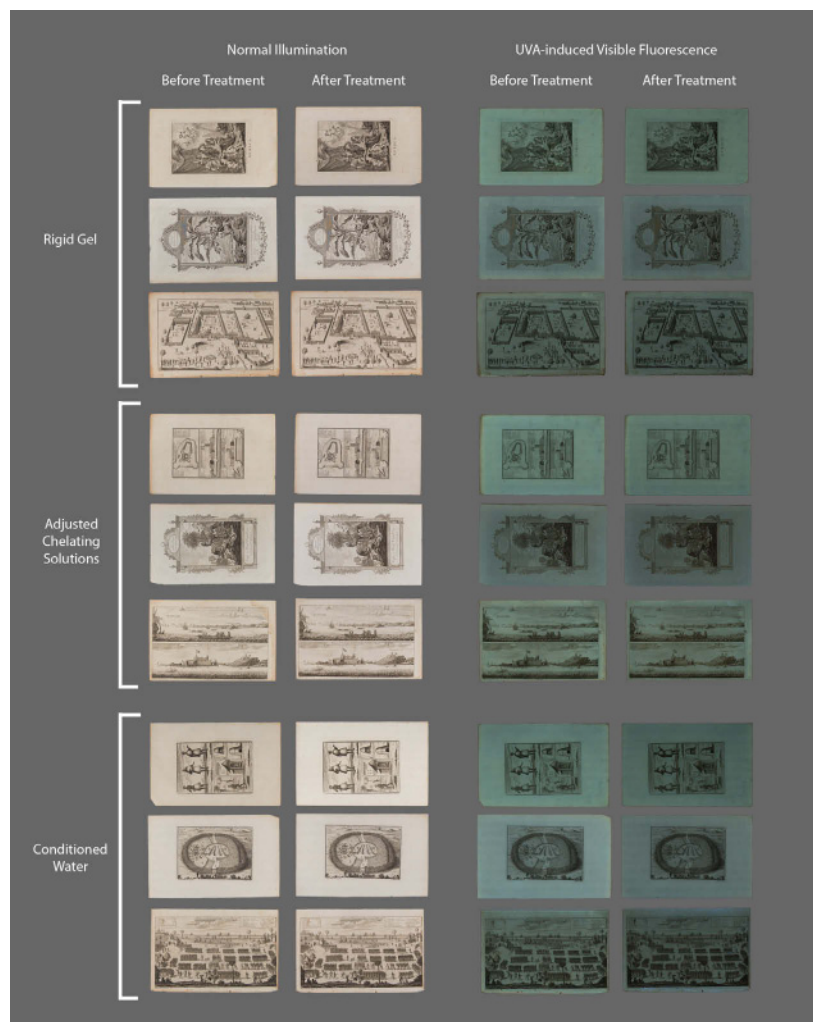 Normal Illumination
UVA-induced Visible Fluorescence
Before Treatment
After Treatment
Before Treatment
After Treatment
Rigid Gel
Adjusted
Chelating
Solutions
Conditioned
Water